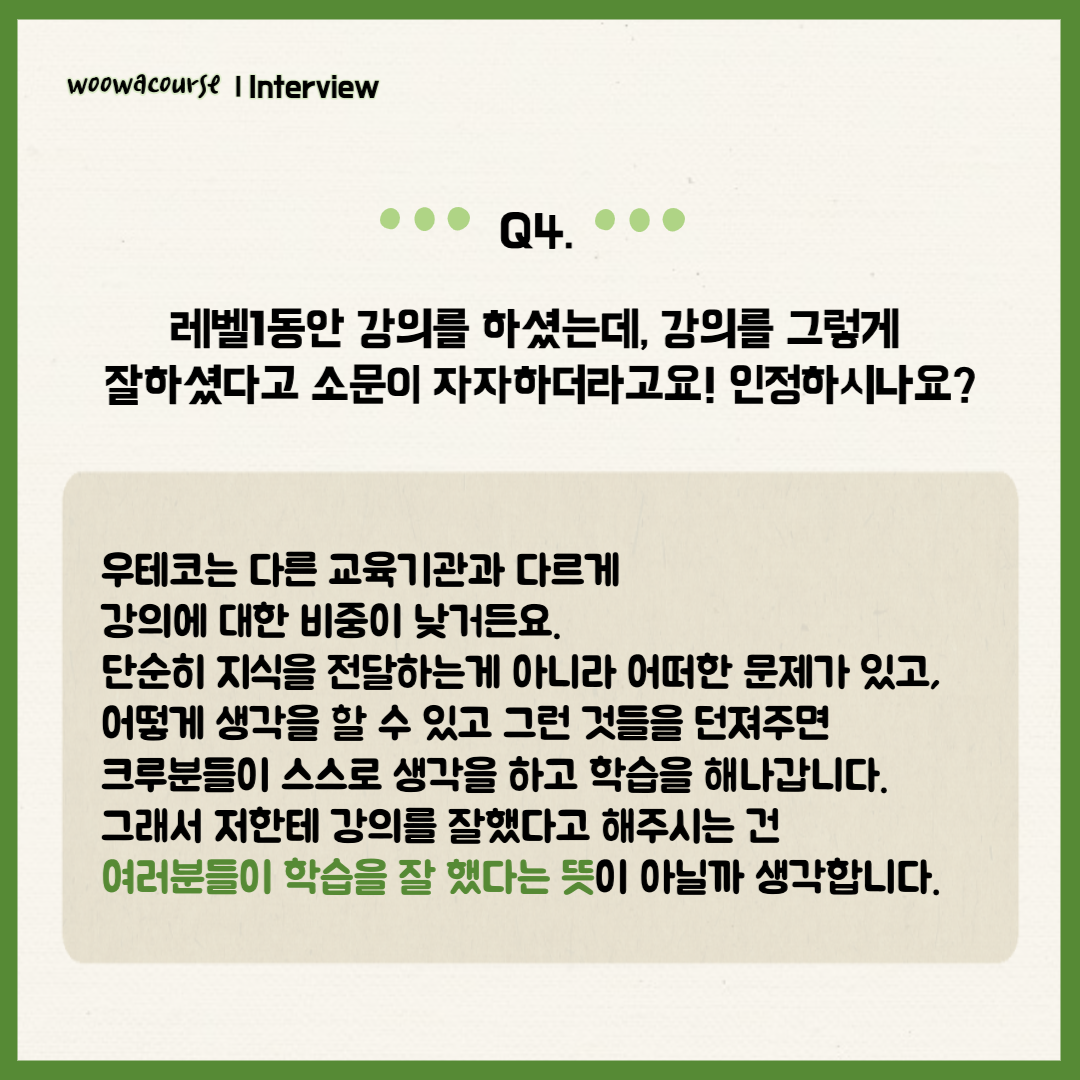 woowacourse | Interview
Q4.
레벨1동안 강의를 하셨는데, 강의를 그렇게
잘하셨다고 소문이 자자하더라고요! 인정하시나요?
우테코는 다른 교육기관과 다르게
강의에 대한 비중이 낮거든요.
단순히 지식을 전달하는게 아니라 어떠한 문제가 있고,
어떻게 생각을 할 수 있고 그런 것들을 던져주면
크루분들이 스스로 생각을 하고 학습을 해나갑니다.
그래서 저한테 강의를 잘했다고 해주시는 건
여러분들이 학습을 잘 했다는 뜻이 아닐까 생각합니다.